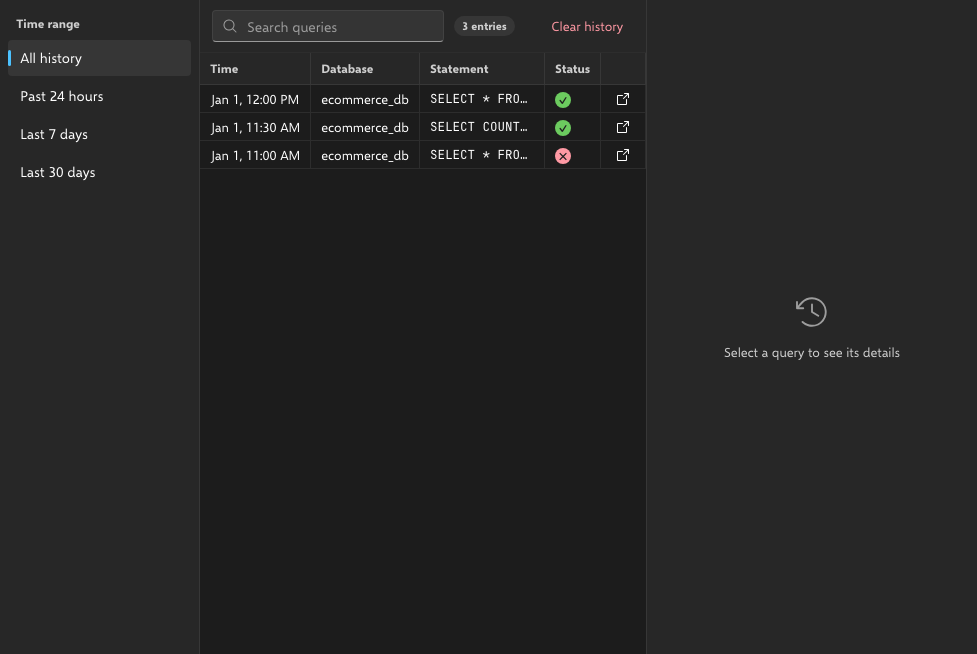 Time range
All history
Past 24 hours
Last 7 days
Last 30 days
Search queries
3 entries
Clear history
Time Database Statement Status
Jan 1, 12:00 PM ecommerce_db SELECT * FRO…
Jan 1, 11:30 AM ecommerce_db SELECT COUNT…
Jan 1, 11:00 AM ecommerce_db SELECT * FRO…
Select a query to see its details